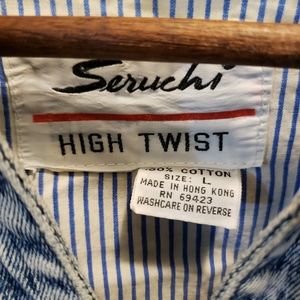 Seruchi
HIGH TWIST
100% COTTON
SIZE: L
MADE IN HONG KONG
RN 69423
WASHCARE ON REVERSE